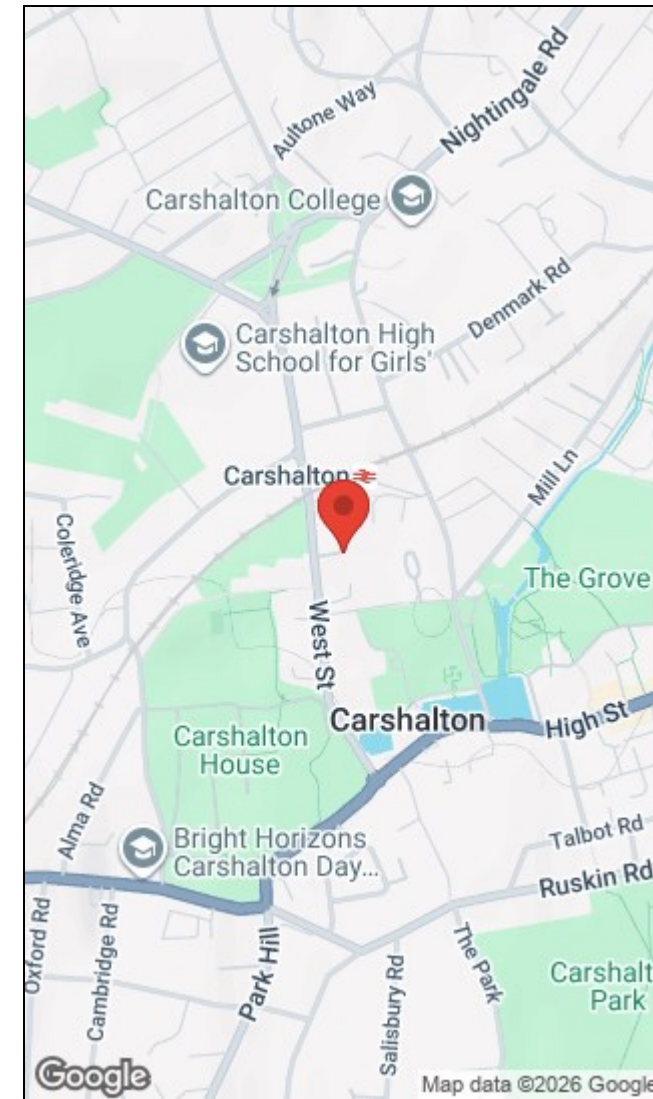 Aultone Way
Nightingale Rd
Carshalton College
Denmark Rd
Carshalton High
School for Girls'
Carshalton
Mill Ln
Coleridge Ave
The Grove
West St
Carshalton
High St
Carshalton
House
Alma Rd
Bright Horizons
Carshalton Day...
Talbot Rd
Ruskin Rd
Oxford Rd
Cambridge Rd
Park Hill
The Park
Salisbury Rd
Carshalt
Park
Google
Map data ©2026 Google